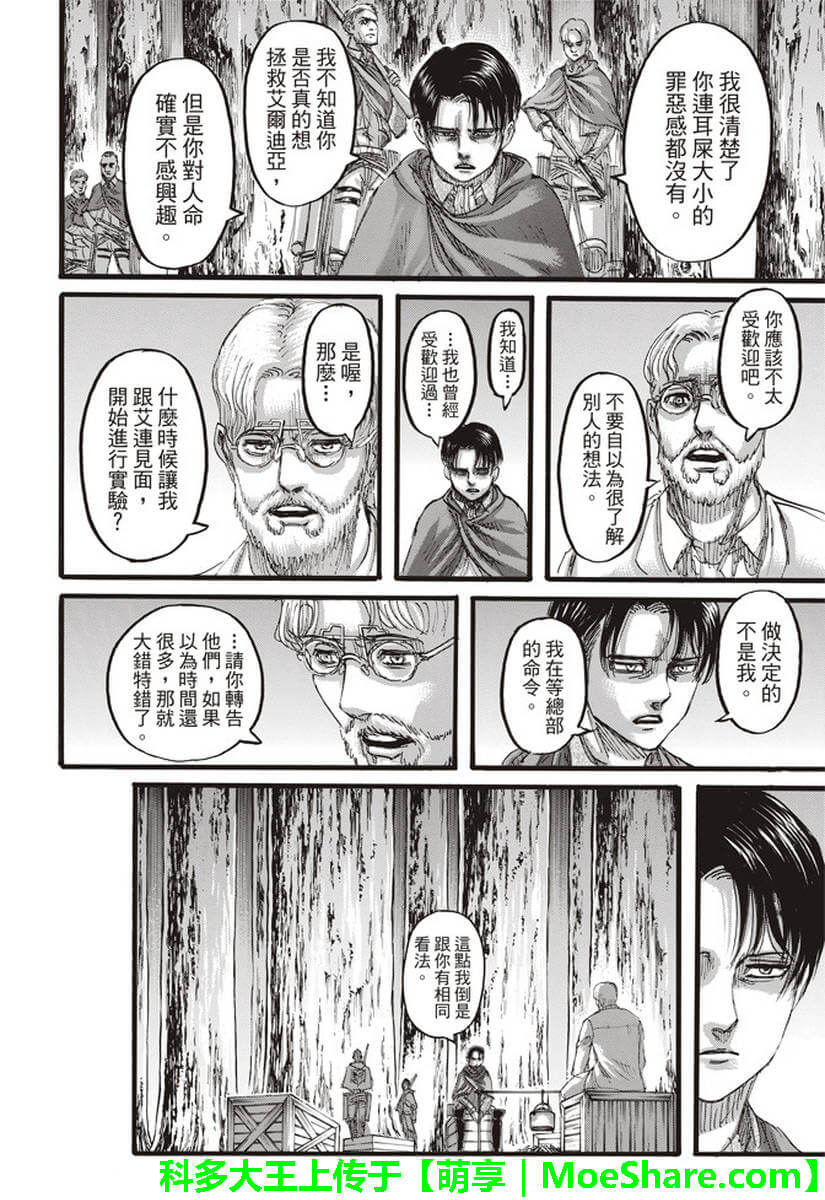 我很清楚了
你連耳屎大小的
罪惡感都沒有。
我不知道你
是否真的想
拯救艾爾迪亞，
但是你對人命
確實不感興趣。
你應該不太
受歡迎吧。
不要自以為很了解
別人的想法。
我知道…
…我也曾經
受歡迎過…
是喔，
那麼…
什麼時候讓我
跟艾連見面，
開始進行實驗？
做決定的
不是我。
我在等總部
的命令。
…請你轉告
他們，如果
以為時間還
很多，那就
大錯特錯了。
這點我倒是
跟你有相同
看法。
科多大王上传于【萌享 | MoeShare.com】